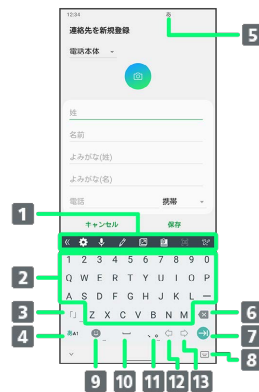 12:34
あ
5
連絡先を新規登録
電話本体
姓
名前
よみがな(姓)
よみがな(名)
電話 携帯
キャンセル 保存
1
2
1 2 3 4 5 6 7 8 9 0
Q W E R T Y U I O P
A S D F G H J K L ー
3
Z X C V B N M
6
4
あA1
、。
7
8
9 10 11 12 13